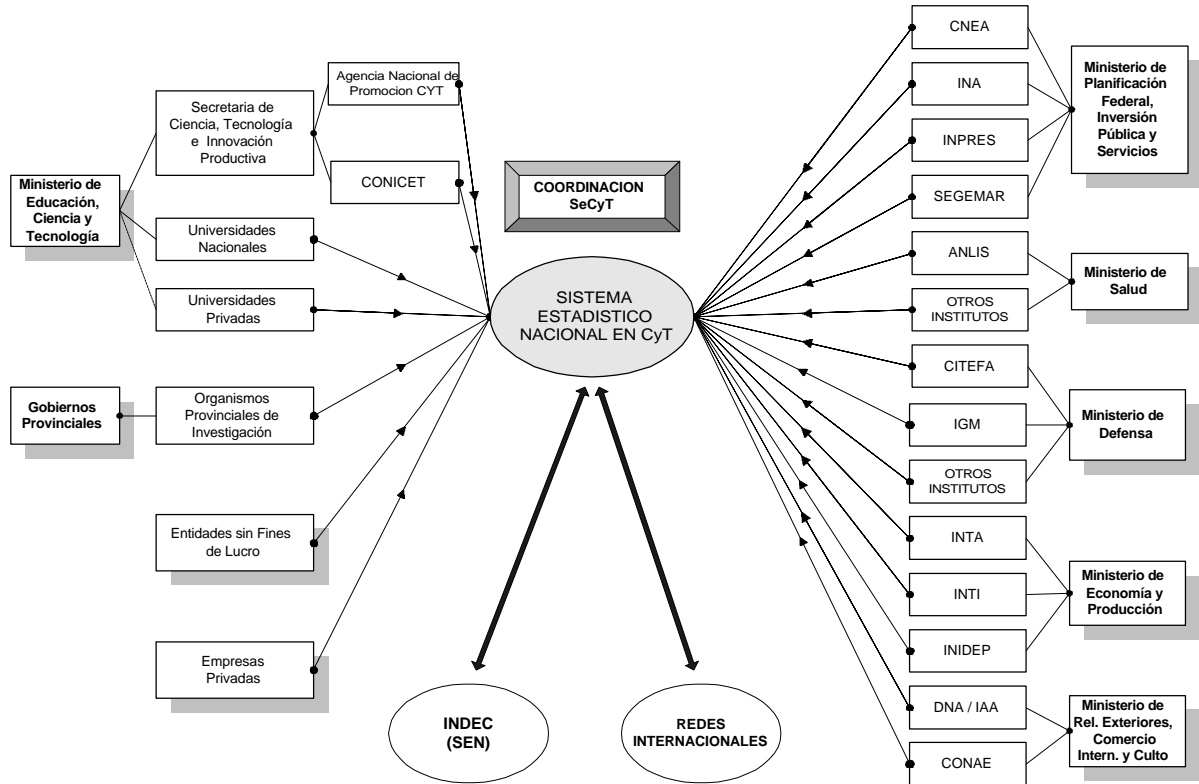 Ministerio de
Educación,
Ciencia y
Tecnología
Secretaria de
Ciencia, Tecnología
e Innovación
Productiva
Agencia Nacional de
Promocion CYT
CONICET
Universidades
Nacionales
Universidades
Privadas
Gobiernos
Provinciales
Organismos
Provinciales de
Investigación
Entidades sin Fines
de Lucro
Empresas
Privadas
COORDINACION
SeCyT
SISTEMA
ESTADISTICO
NACIONAL EN CyT
INDEC
(SEN)
REDES
INTERNACIONALES
CNEA
INA
INPRES
SEGEMAR
Ministerio de
Planificación
Federal,
Inversión
Pública y
Servicios
ANLIS
OTROS
INSTITUTOS
Ministerio de
Salud
CITEFA
IGM
OTROS
INSTITUTOS
Ministerio de
Defensa
INTA
INTI
INIDEP
Ministerio de
Economía y
Producción
DNA / IAA
CONAE
Ministerio de
Rel. Exteriores,
Comercio
Intern. y Culto